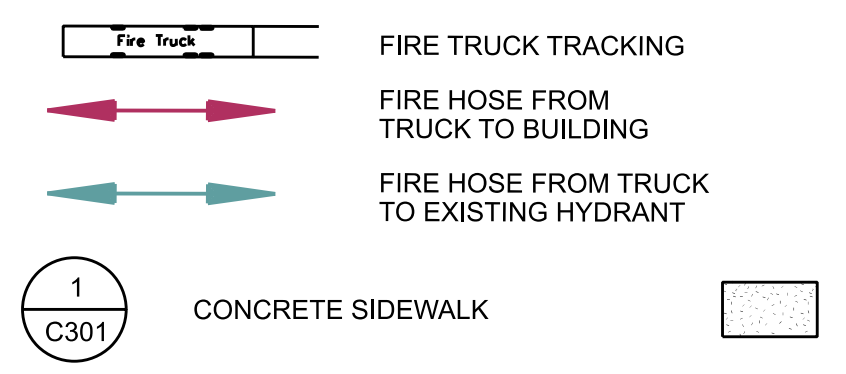 Fire Truck
FIRE TRUCK TRACKING
FIRE HOSE FROM
TRUCK TO BUILDING
FIRE HOSE FROM TRUCK
TO EXISTING HYDRANT
1
C301
CONCRETE SIDEWALK